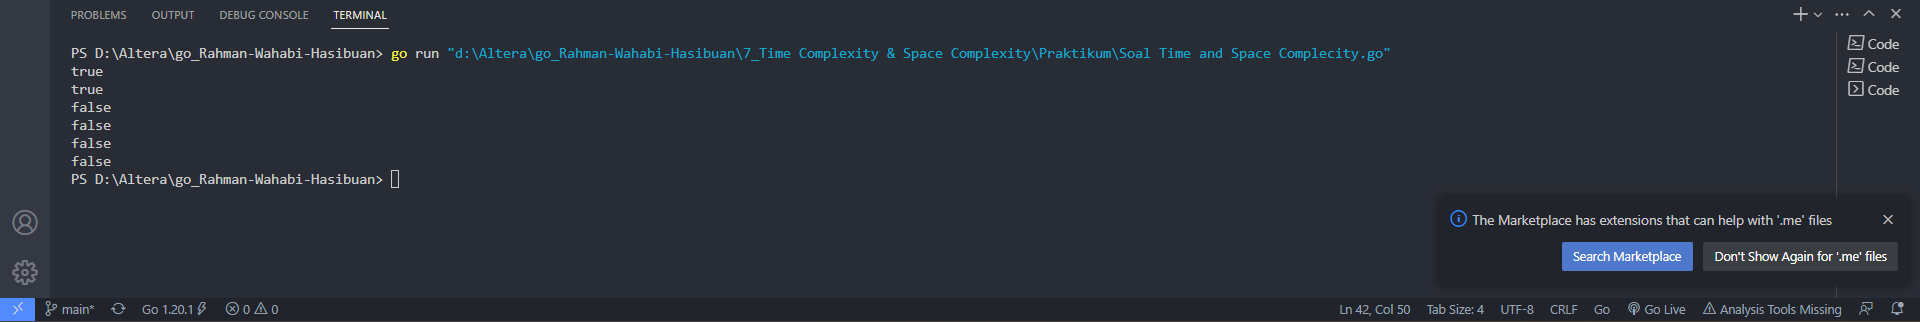 PROBLEMS OUTPUT DEBUG CONSOLE TERMINAL
PS D:\Altera\go_Rahman-Wahabi-Hasibuan> go run "d:\Altera\go_Rahman-Wahabi-Hasibuan\7_Time Complexity & Space Complexity\Praktikum\Soal Time and Space Complecity.go"
true
true
false
false
false
false
PS D:\Altera\go_Rahman-Wahabi-Hasibuan>
Code
Code
Code
The Marketplace has extensions that can help with '.me' files
Search Marketplace Don't Show Again for '.me' files
main* Go 1.20.1 0 0 Ln 42, Col 50 Tab Size: 4 UTF-8 CRLF Go Go Live Analysis Tools Missing